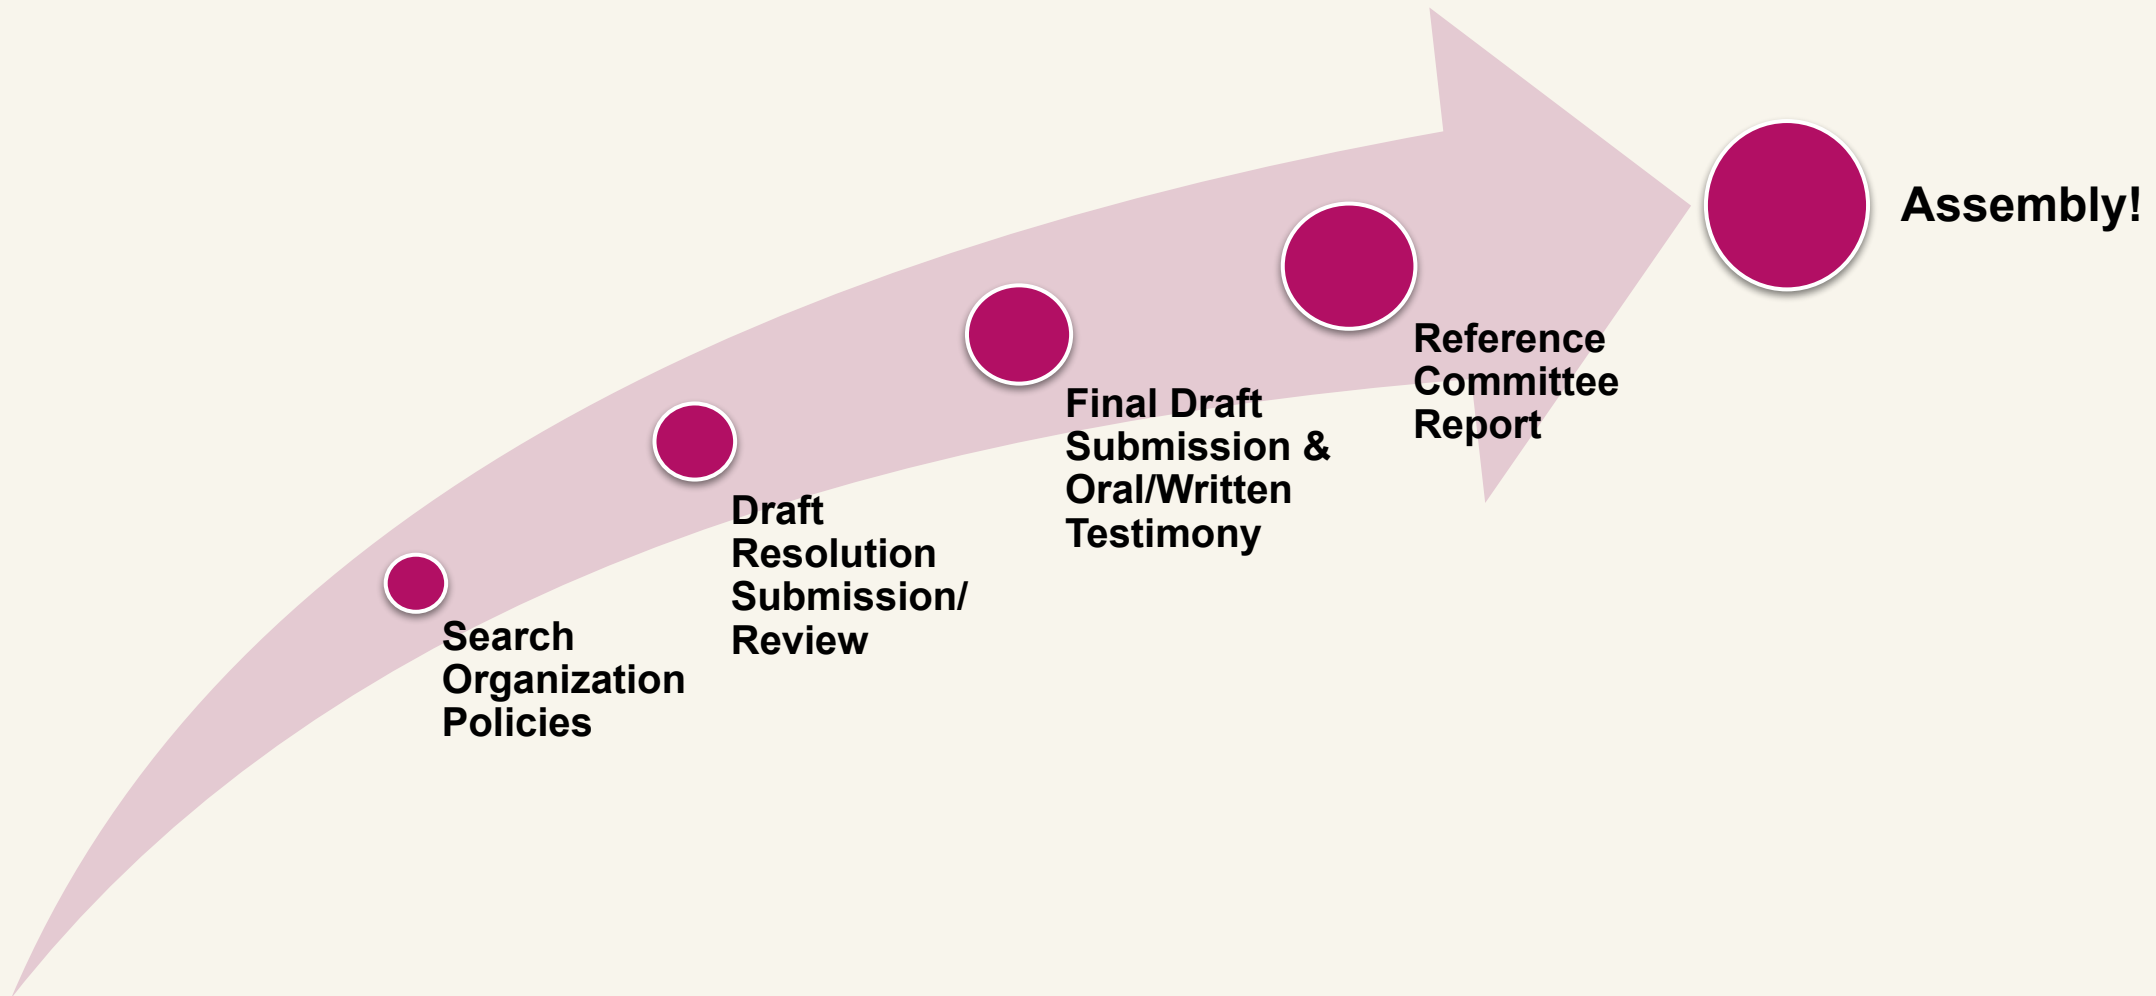 Search
Organization
Policies
Draft
Resolution
Submission/
Review
Final Draft
Submission &
Oral/Written
Testimony
Reference
Committee
Report
Assembly!